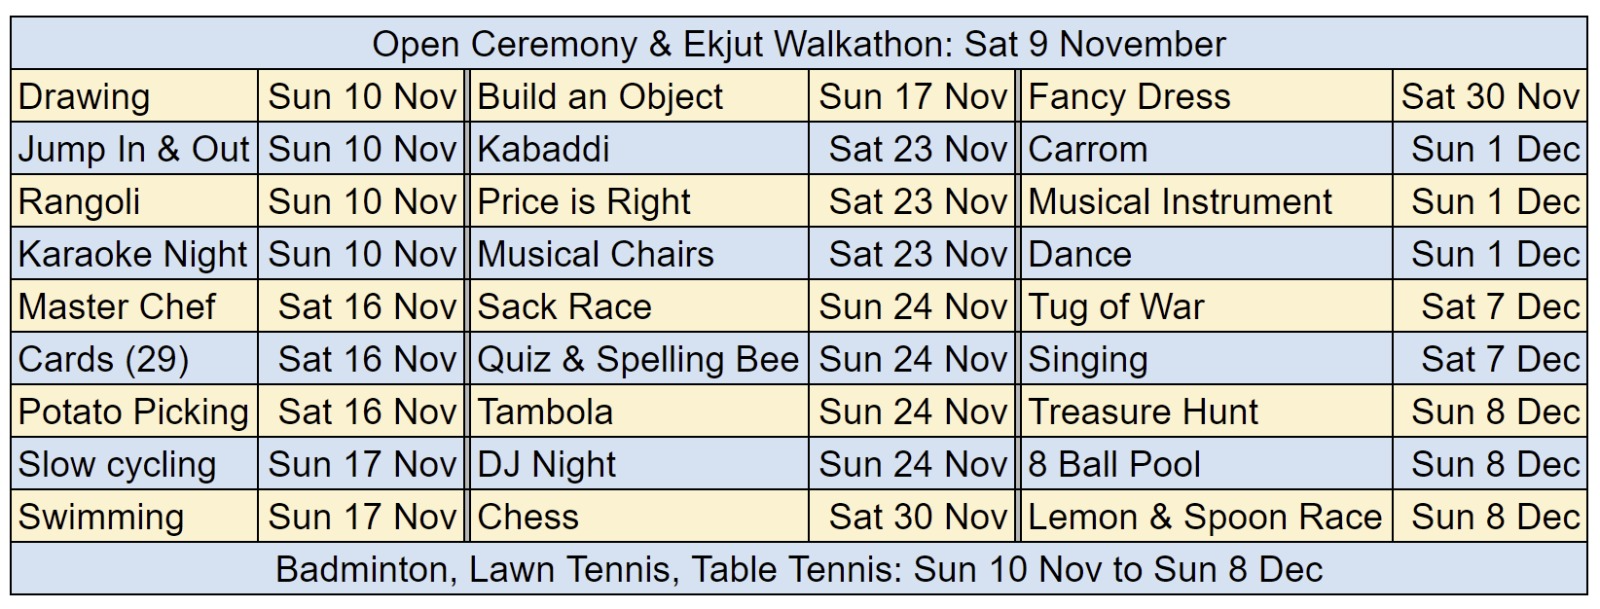 Open Ceremony & Ekjut Walkathon: Sat 9 November
Drawing Sun 10 Nov Build an Object Sun 17 Nov Fancy Dress Sat 30 Nov
Jump In & Out Sun 10 Nov Kabaddi Sat 23 Nov Carrom Sun 1 Dec
Rangoli Sun 10 Nov Price is Right Sat 23 Nov Musical Instrument Sun 1 Dec
Karaoke Night Sun 10 Nov Musical Chairs Sat 23 Nov Dance Sun 1 Dec
Master Chef Sat 16 Nov Sack Race Sun 24 Nov Tug of War Sat 7 Dec
Cards (29) Sat 16 Nov Quiz & Spelling Bee Sun 24 Nov Singing Sat 7 Dec
Potato Picking Sat 16 Nov Tambola Sun 24 Nov Treasure Hunt Sun 8 Dec
Slow cycling Sun 17 Nov DJ Night Sun 24 Nov 8 Ball Pool Sun 8 Dec
Swimming Sun 17 Nov Chess Sat 30 Nov Lemon & Spoon Race Sun 8 Dec
Badminton, Lawn Tennis, Table Tennis: Sun 10 Nov to Sun 8 Dec